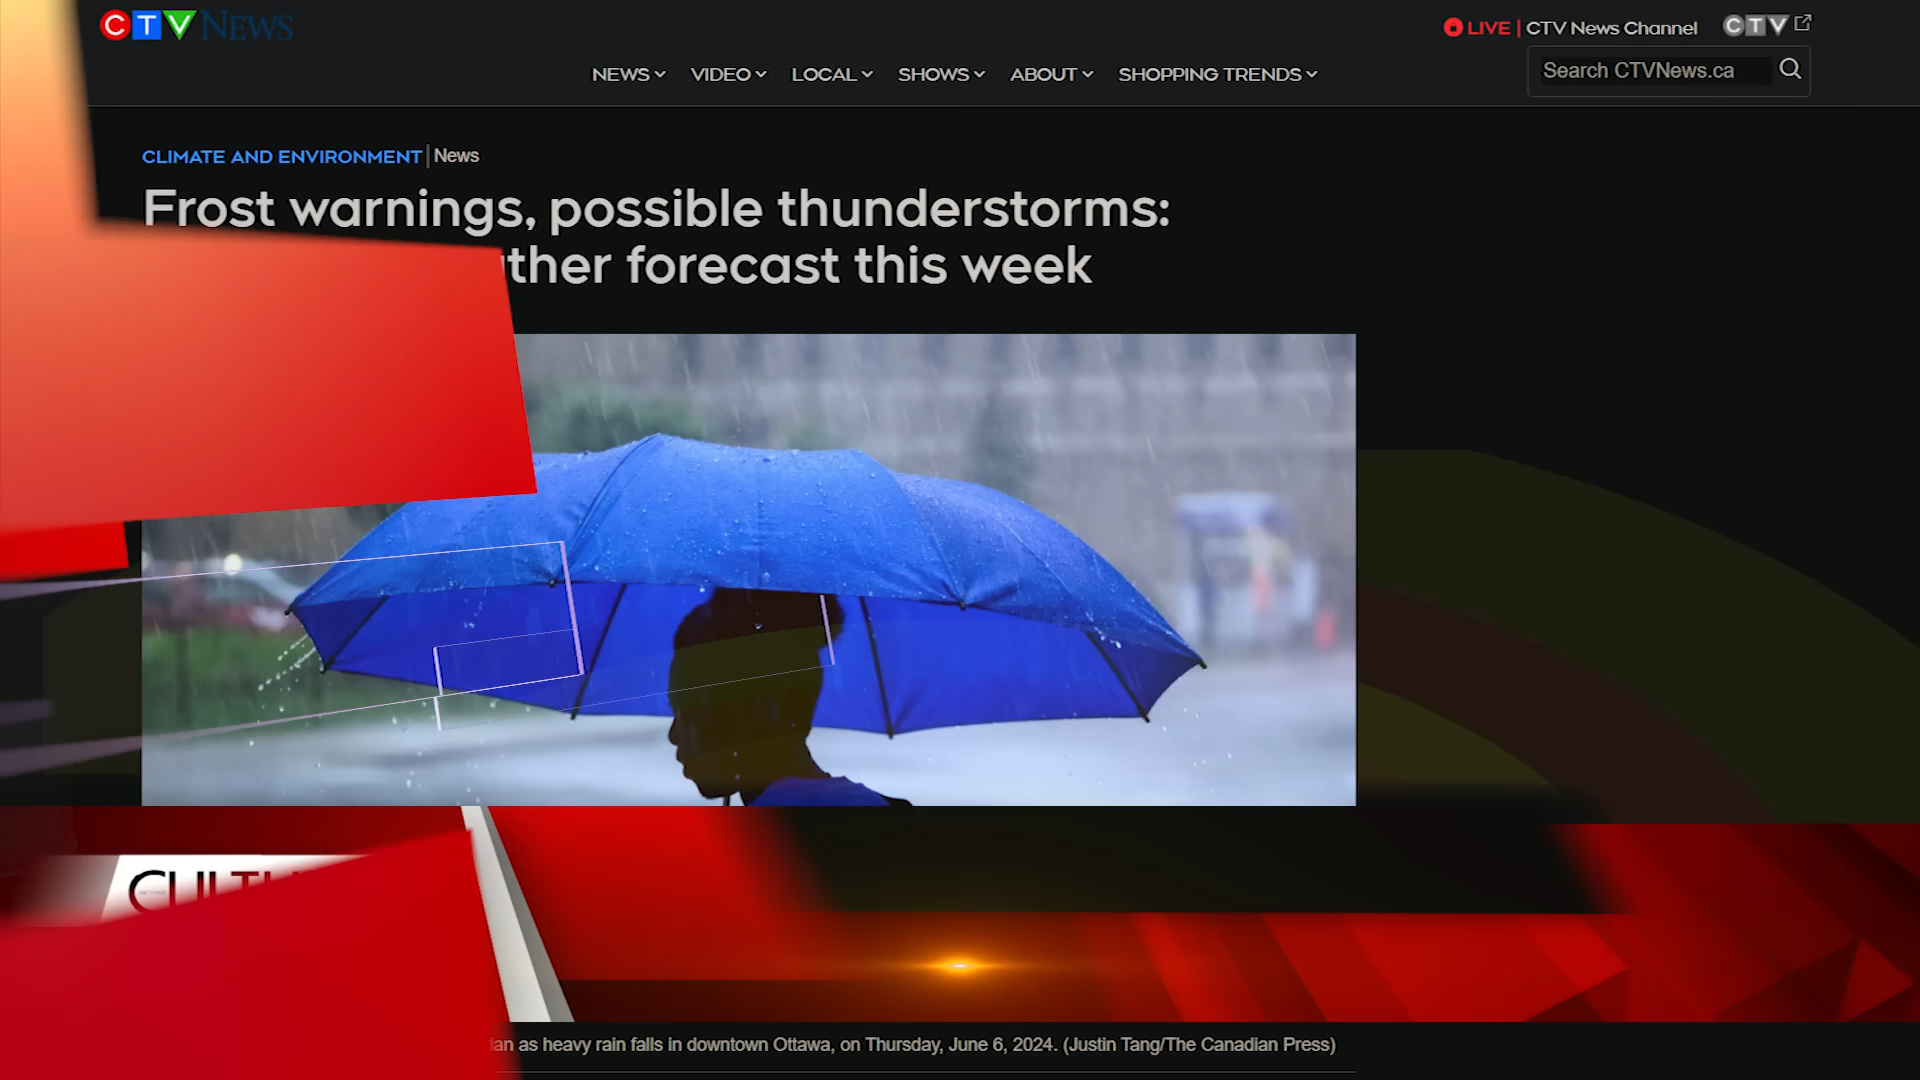 CTV NEWS
LIVE | CTV News Channel CTV
NEWS VIDEO LOCAL SHOWS ABOUT SHOPPING TRENDS
Search CTVNews.ca
CLIMATE AND ENVIRONMENT | News
Frost warnings, possible thunderstorms:
ther forecast this week
CULTU
an as heavy rain falls in downtown Ottawa, on Thursday, June 6, 2024. (Justin Tang/The Canadian Press)